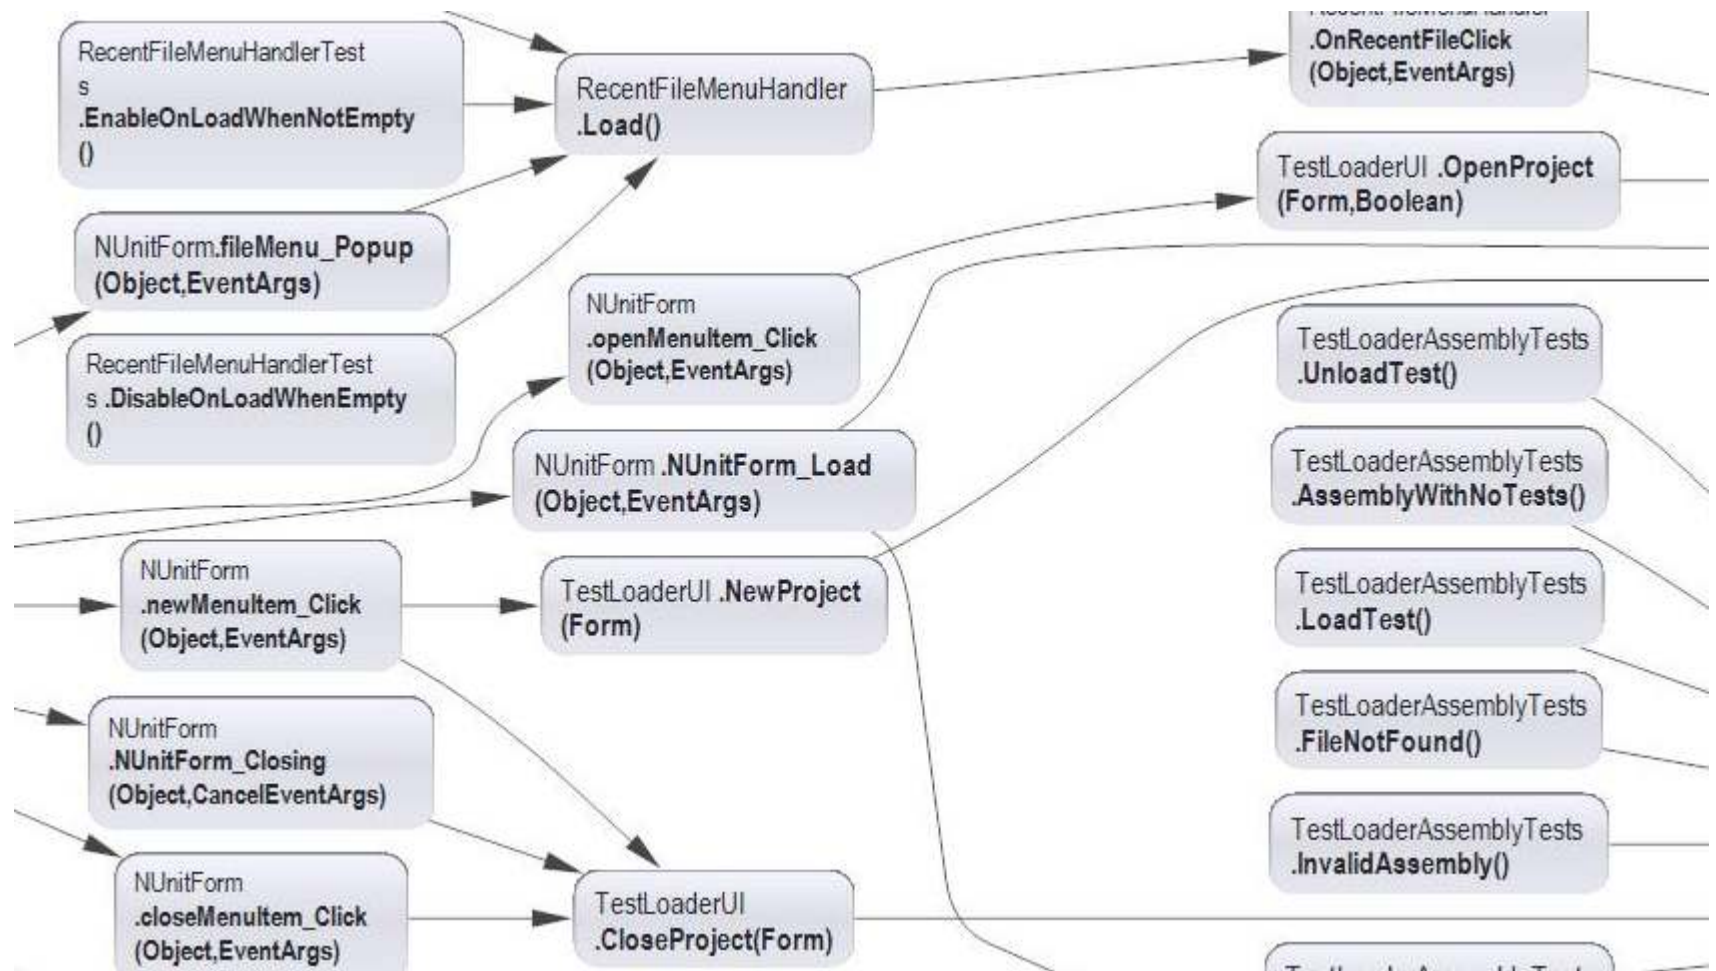 RecentFileMenuHandlerTest
s
.EnableOnLoadWhenNotEmpty
()
NUnitForm.fileMenu_Popup
(Object,EventArgs)
RecentFileMenuHandlerTest
s .DisableOnLoadWhenEmpty
()
RecentFileMenuHandler
.Load()
NUnitForm
.openMenuItem_Click
(Object,EventArgs)
NUnitForm .NUnitForm_Load
(Object,EventArgs)
NUnitForm
.newMenuItem_Click
(Object,EventArgs)
TestLoaderUI .NewProject
(Form)
NUnitForm
.NUnitForm_Closing
(Object,CancelEventArgs)
NUnitForm
.closeMenuItem_Click
(Object,EventArgs)
TestLoaderUI
.CloseProject(Form)
RecentFileMenuHandler
.OnRecentFileClick
(Object,EventArgs)
TestLoaderUI .OpenProject
(Form,Boolean)
TestLoaderAssemblyTests
.UnloadTest()
TestLoaderAssemblyTests
.AssemblyWithNoTests()
TestLoaderAssemblyTests
.LoadTest()
TestLoaderAssemblyTests
.FileNotFound()
TestLoaderAssemblyTests
.InvalidAssembly()